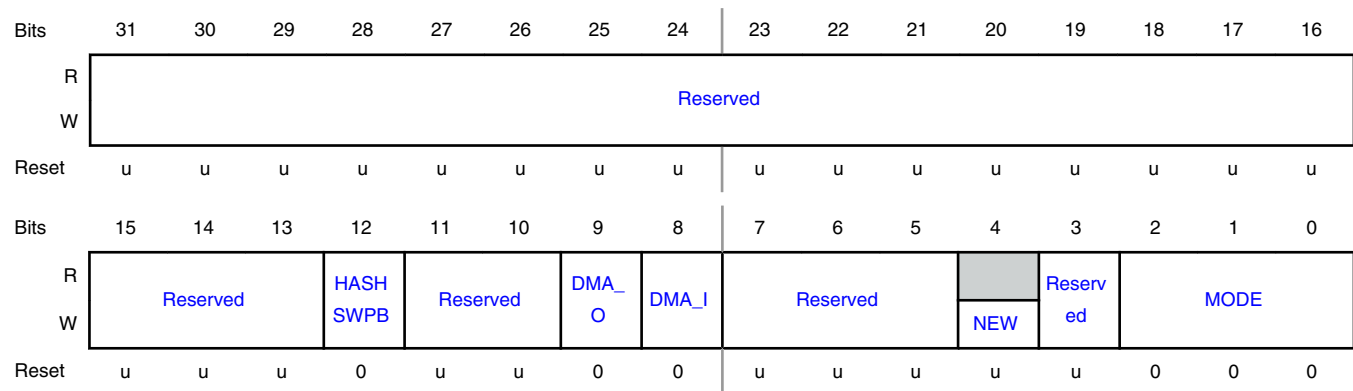 Bits 31 30 29 28 27 26 25 24 23 22 21 20 19 18 17 16
R
Reserved
W
Reset u u u u u u u u u u u u u u u u
Bits 15 14 13 12 11 10 9 8 7 6 5 4 3 2 1 0
R
Reserved HASH SWPB Reserved DMA_ O DMA_I Reserved NEW Reserv ed MODE
W
Reset u u u 0 u u 0 0 u u u u u 0 0 0